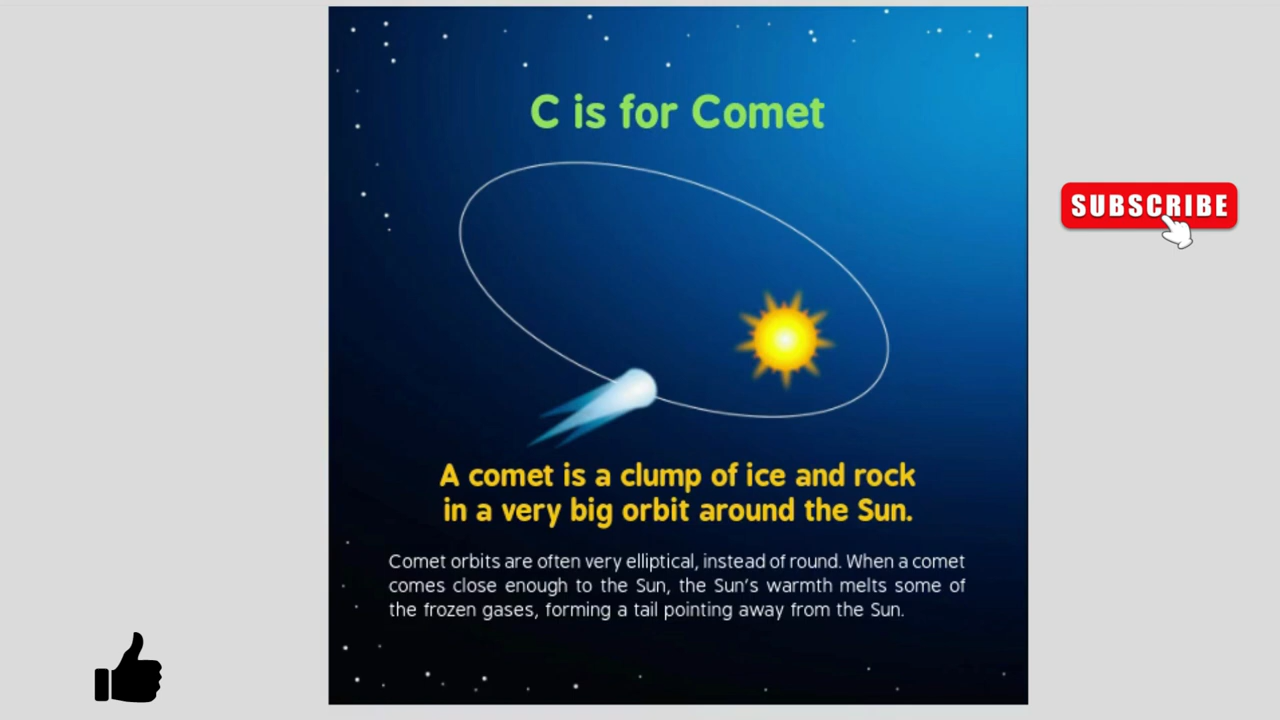 C is for Comet
SUBSCRIBE
A comet is a clump of ice and rock
in a very big orbit around the Sun.
Comet orbits are often very elliptical, instead of round. When a comet
comes close enough to the Sun, the Sun's warmth melts some of
the frozen gases, forming a tail pointing away from the Sun.